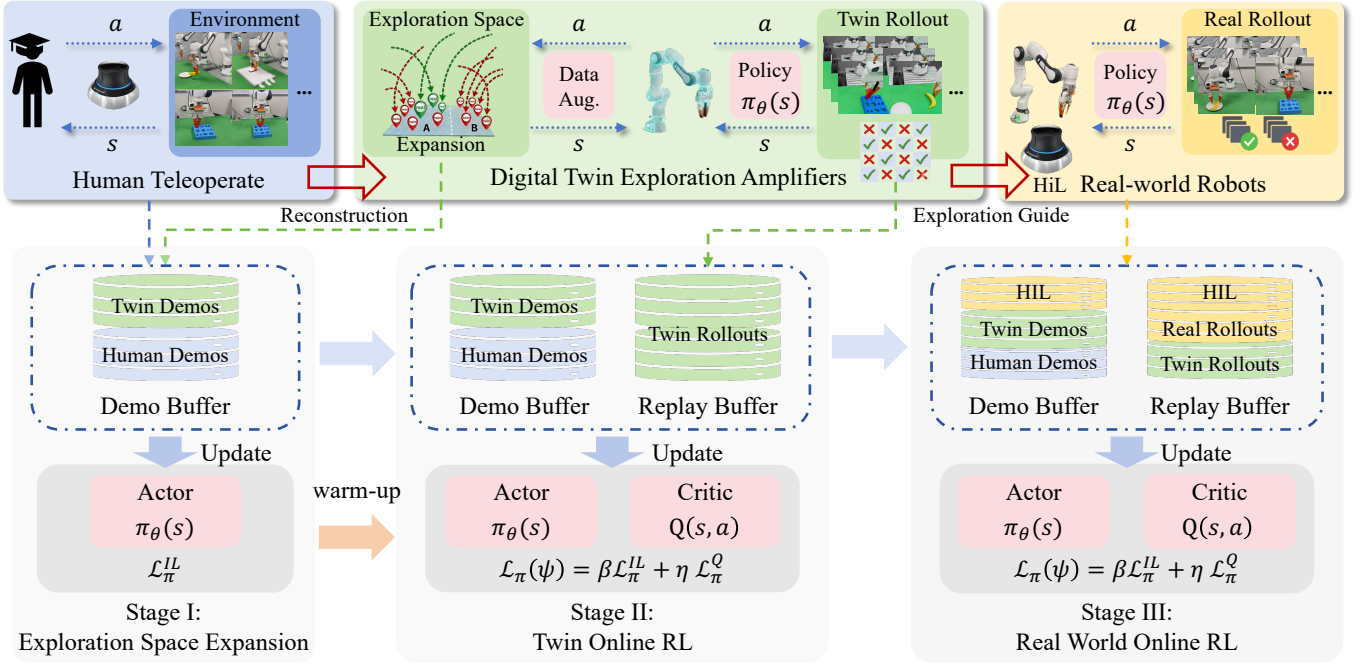 a
Environment
...
s
Human Teleoperate
Exploration Space
A
B
Expansion
a
Data
Aug.
s
a
Policy
π_θ(s)
s
Twin Rollout
...
Digital Twin Exploration Amplifiers
a
Policy
π_θ(s)
s
HiL
Real Rollout
...
Real-world Robots
Reconstruction
Exploration Guide
Twin Demos
Human Demos
Demo Buffer
Update
Actor
π_θ(s)
ℒ_π^{IL}
Stage I:
Exploration Space Expansion
warm-up
Twin Demos
Human Demos
Demo Buffer
Twin Rollouts
Replay Buffer
Update
Actor
π_θ(s)
Critic
Q(s, a)
ℒ_π(ψ) = βℒ_π^{IL} + η ℒ_π^Q
Stage II:
Twin Online RL
HIL
Twin Demos
Human Demos
Demo Buffer
HIL
Real Rollouts
Twin Rollouts
Replay Buffer
Update
Actor
π_θ(s)
Critic
Q(s, a)
ℒ_π(ψ) = βℒ_π^{IL} + η ℒ_π^Q
Stage III:
Real World Online RL